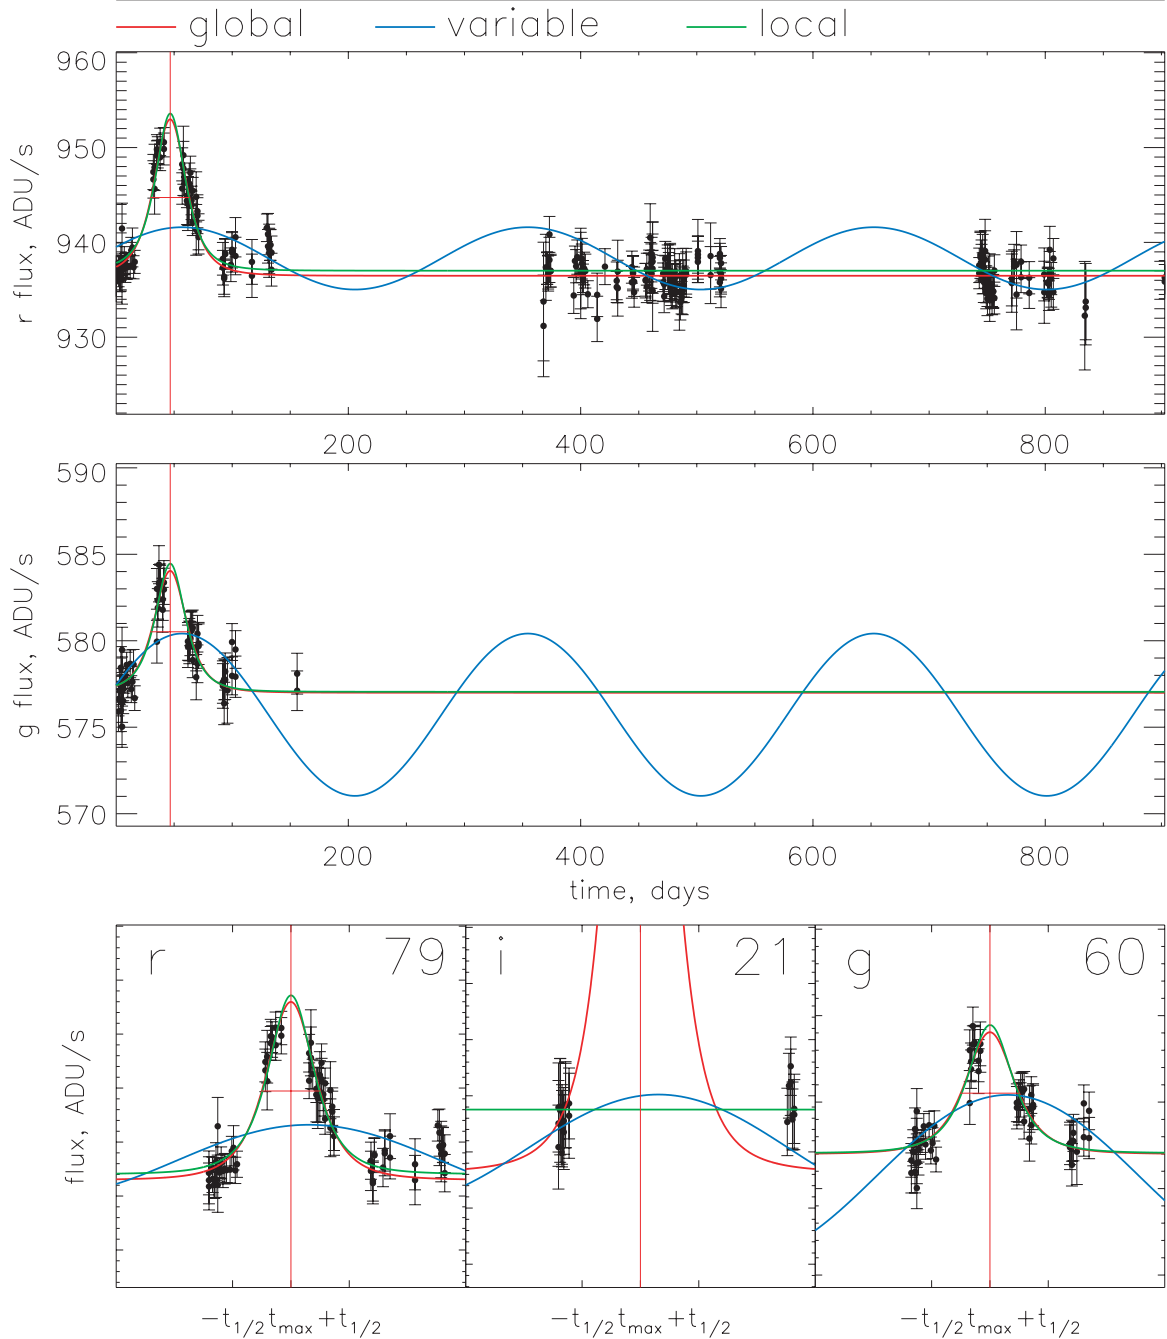 global variable local
960
950
940
930
r flux, ADU/s
200 400 600 800
590
585
580
575
570
g flux, ADU/s
200 400 600 800
time, days
r 79 i 21 g 60
flux, ADU/s
−t1/2 tmax +t1/2 −t1/2 tmax +t1/2 −t1/2 tmax +t1/2